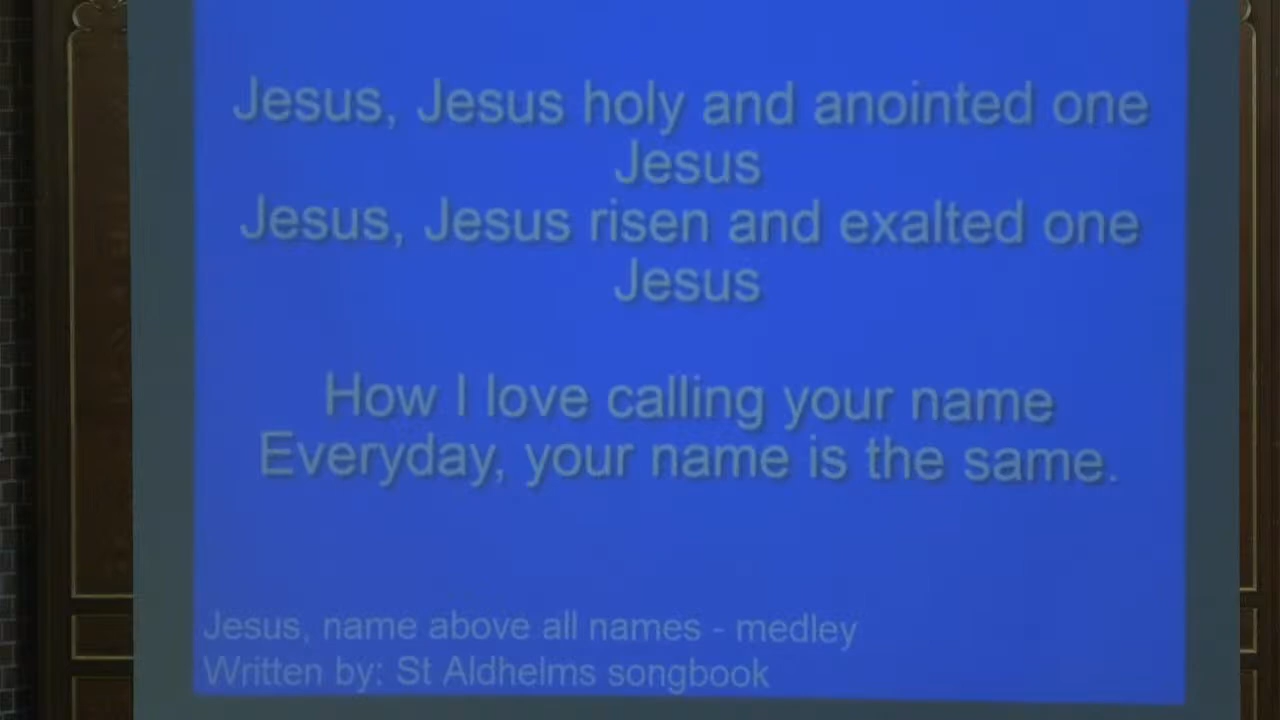 Jesus, Jesus holy and anointed one
Jesus
Jesus, Jesus risen and exalted one
Jesus
How I love calling your name
Everyday, your name is the same.
Jesus, name above all names - medley
Written by: St Aldhelms songbook